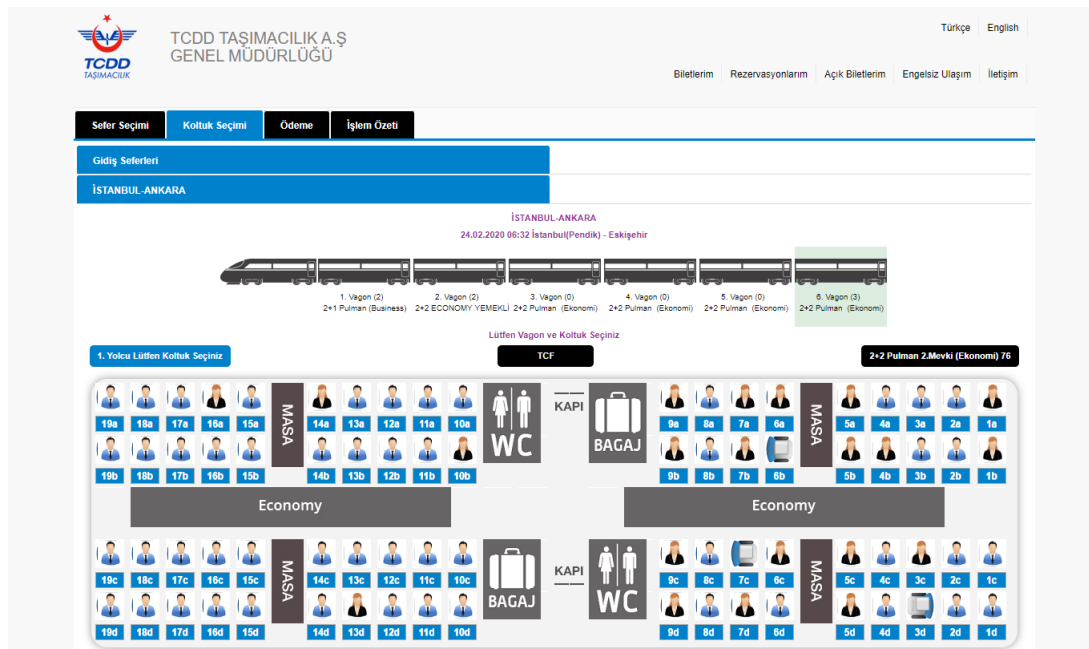 Türkçe English
TCDD TAŞIMACILIK A.Ş
GENEL MÜDÜRLÜĞÜ
TCDD
TAŞIMACILIK
Biletlerim Rezervasyonlarım Açık Biletlerim Engelsiz Ulaşım İletişim
Sefer Seçimi Koltuk Seçimi Ödeme İşlem Özeti
Gidiş Seferleri
İSTANBUL-ANKARA
İSTANBUL-ANKARA
24.02.2020 06:32 İstanbul(Pendik) - Eskişehir
1. Vagon (2) 2. Vagon (2) 3. Vagon (0) 4. Vagon (0) 5. Vagon (0) 6. Vagon (3)
2+1 Pulman (Business) 2+2 ECONOMY YEMEKLİ 2+2 Pulman (Ekonomi) 2+2 Pulman (Ekonomi) 2+2 Pulman (Ekonomi) 2+2 Pulman (Ekonomi)
Lütfen Vagon ve Koltuk Seçiniz
1. Yolcu Lütfen Koltuk Seçiniz TCF 2+2 Pulman 2.Mevki (Ekonomi) 76
19a 18a 17a 16a 15a MASA 14a 13a 12a 11a 10a WC KAPI BAGAJ 9a 8a 7a 6a MASA 5a 4a 3a 2a 1a
19b 18b 17b 16b 15b 14b 13b 12b 11b 10b 9b 8b 7b 6b 5b 4b 3b 2b 1b
Economy Economy
19c 18c 17c 16c 15c MASA 14c 13c 12c 11c 10c BAGAJ KAPI WC 9c 8c 7c 6c MASA 5c 4c 3c 2c 1c
19d 18d 17d 16d 15d 14d 13d 12d 11d 10d 9d 8d 7d 6d 5d 4d 3d 2d 1d